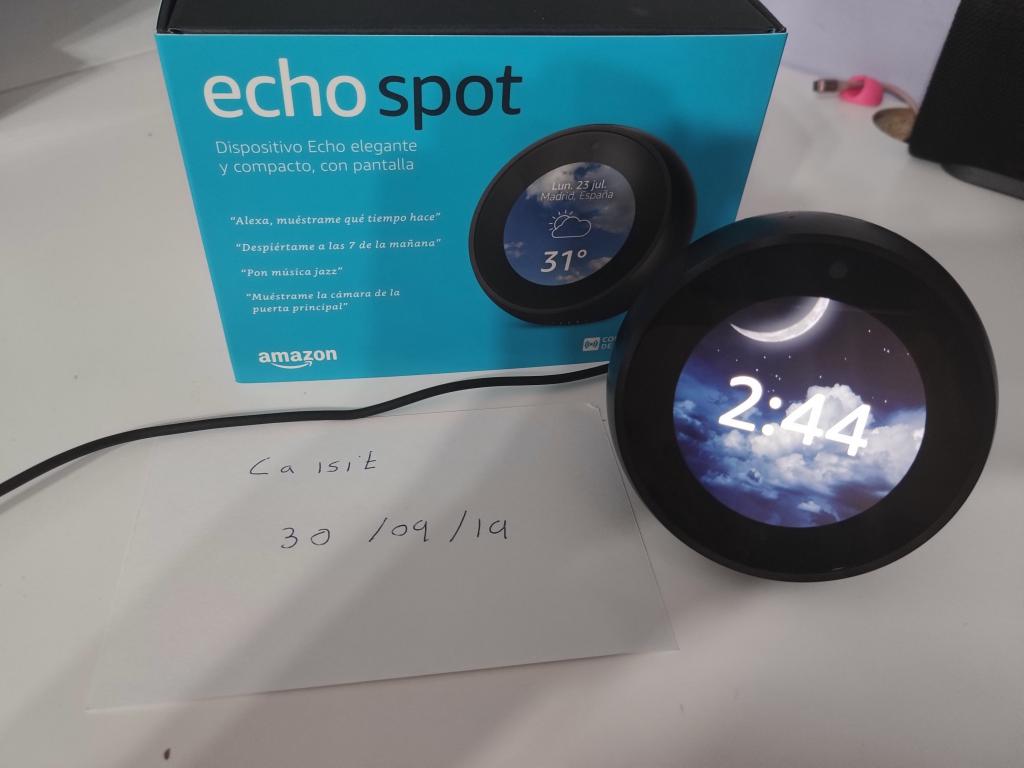 echo spot
Dispositivo Echo elegante
y compacto, con pantalla
“Alexa, muéstrame qué tiempo hace”
“Despiértame a las 7 de la mañana”
“Pon música jazz”
“Muéstrame la cámara de la
puerta principal”
amazon
Lun. 23 jul.
Madrid, España
31°
2:44
Ca isit
30 /09/19